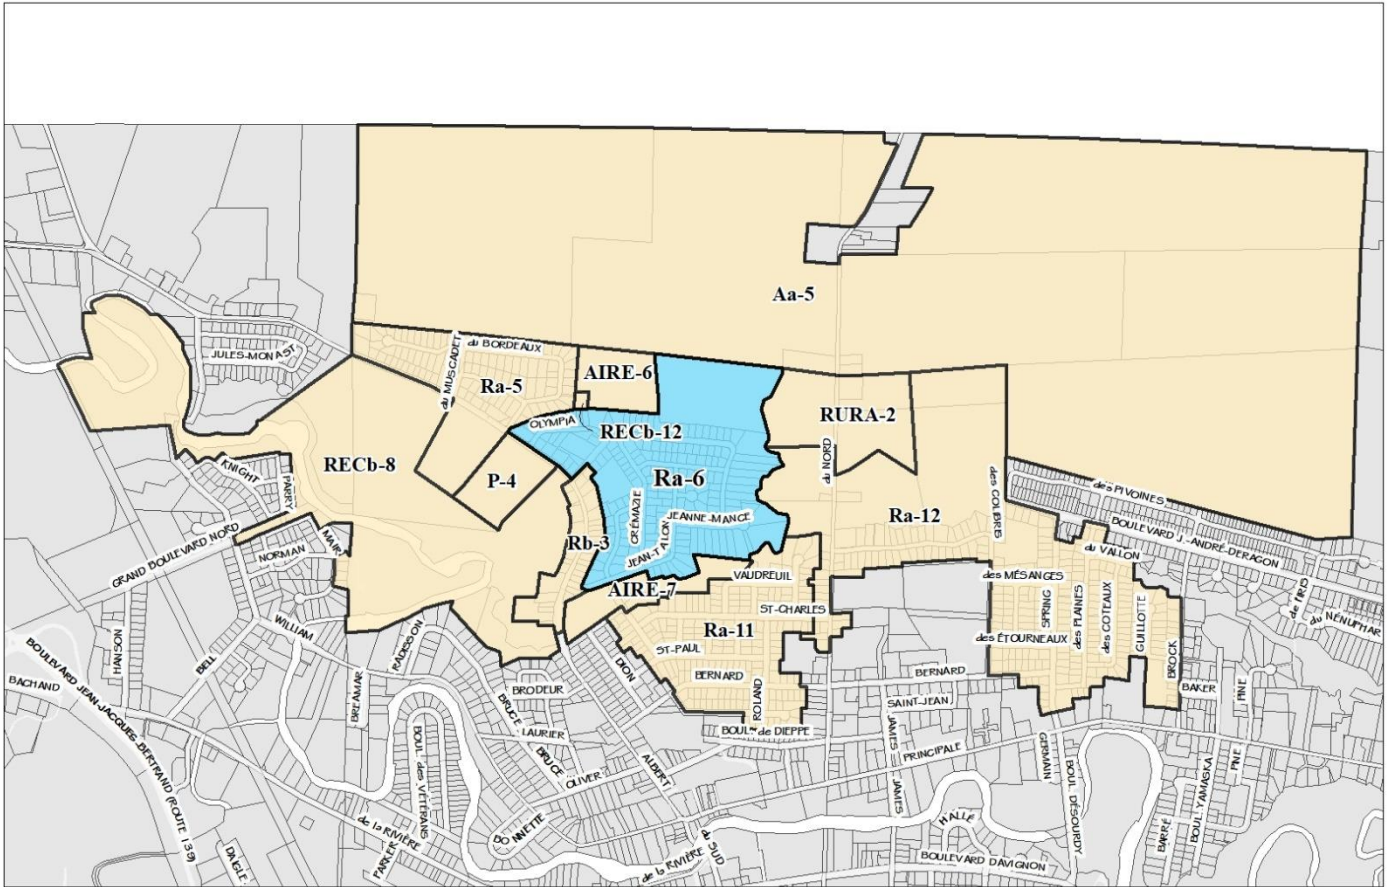 Aa-5
JULES-MONAST
du MUSCADET
du BORDEAUX
Ra-5
AIRE-6
RURA-2
OLYMPIA
RECb-12
RECb-8
P-4
Ra-6
du NORD
des COLIBRIS
des PIVOINES
KNIGHT
PARRY
CRÉMAZIE
JEANNE-MANCE
Ra-12
BOULEVARD J.-ANDRÉ-DERAGON
GRAND BOULEVARD NORD
NORMAN
MAIR
Rb-3
JEAN-TALON
du VALLON
AIRE-7
VAUDREUIL
des MÉSANGES
SPRING
des PLAINES
des COTEAUX
GUILLOTTE
BROCK
de l'IRIS
du NÉNUPHAR
ST-CHARLES
WILLIAM
RADISSON
HANSON
BELL
Ra-11
ST-PAUL
des ÉTOURNEAUX
DION
BERNARD
ROLAND
BERNARD
BAKER
PINE
BACHAND
BOULEVARD JEAN-JACQUES-BERTRAND (ROUTE 139)
BREAMAR
BOUL. des VÉTÉRANS
BRODEUR
BRUCE
LAURIER
BRUCE
SAINT-JEAN
BOUL. de DIEPPE
JAMES
JAMES
PRINCIPALE
GERMAN
BOUL. DÉSOURDY
OLIVER
ALBERT
PINE
BOUL. YAMASKA
BARRÉ
de la RIVIÈRE
BONNETTE
HALLÉ
DAIGLE
PARKER
de la RIVIÈRE
du SUD
BOULEVARD DAVIGNON